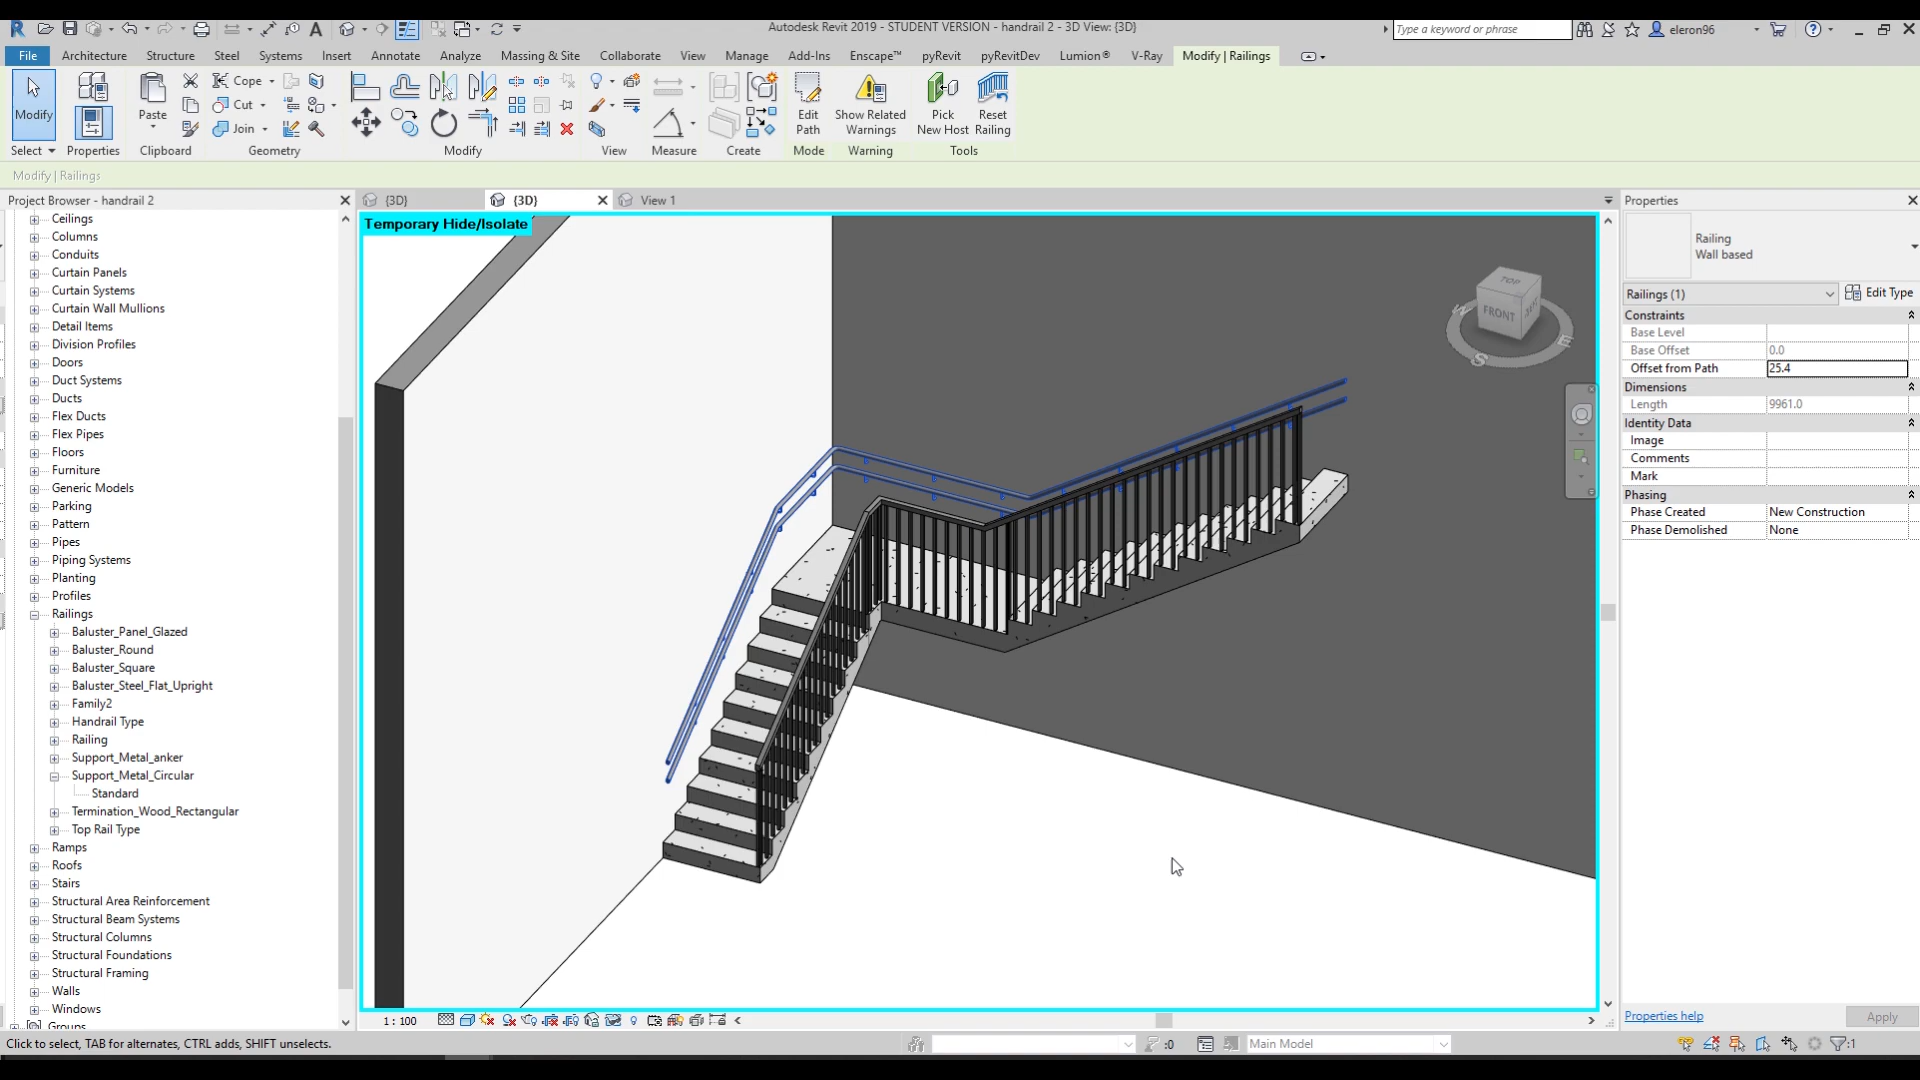 Autodesk Revit 2019 - STUDENT VERSION - handrail 2 - 3D View: {3D}
Type a keyword or phrase
eleron96
File
Architecture
Structure
Steel
Systems
Insert
Annotate
Analyze
Massing & Site
Collaborate
View
Manage
Add-Ins
Enscape™
pyRevit
pyRevitDev
Lumion®
V-Ray
Modify | Railings
Modify
Paste
Cope
Cut
Join
Edit Path
Show Related Warnings
Pick New Host
Reset Railing
Select
Properties
Clipboard
Geometry
Modify
View
Measure
Create
Mode
Warning
Tools
Modify | Railings
Project Browser - handrail 2
Ceilings
Columns
Conduits
Curtain Panels
Curtain Systems
Curtain Wall Mullions
Detail Items
Division Profiles
Doors
Duct Systems
Ducts
Flex Ducts
Flex Pipes
Floors
Furniture
Generic Models
Parking
Pattern
Pipes
Piping Systems
Planting
Profiles
Railings
Baluster_Panel_Glazed
Baluster_Round
Baluster_Square
Baluster_Steel_Flat_Upright
Family2
Handrail Type
Railing
Support_Metal_anker
Support_Metal_Circular
Standard
Termination_Wood_Rectangular
Top Rail Type
Ramps
Roofs
Stairs
Structural Area Reinforcement
Structural Beam Systems
Structural Columns
Structural Foundations
Structural Framing
Walls
Windows
Groups
{3D}
{3D}
View 1
Temporary Hide/Isolate
TOP
FRONT
W
S
E
1 : 100
Properties
Railing
Wall based
Railings (1)
Edit Type
Constraints
Base Level
Base Offset 0.0
Offset from Path 25.4
Dimensions
Length 9961.0
Identity Data
Image
Comments
Mark
Phasing
Phase Created New Construction
Phase Demolished None
Properties help
Apply
Click to select, TAB for alternates, CTRL adds, SHIFT unselects.
:0
Main Model
:1